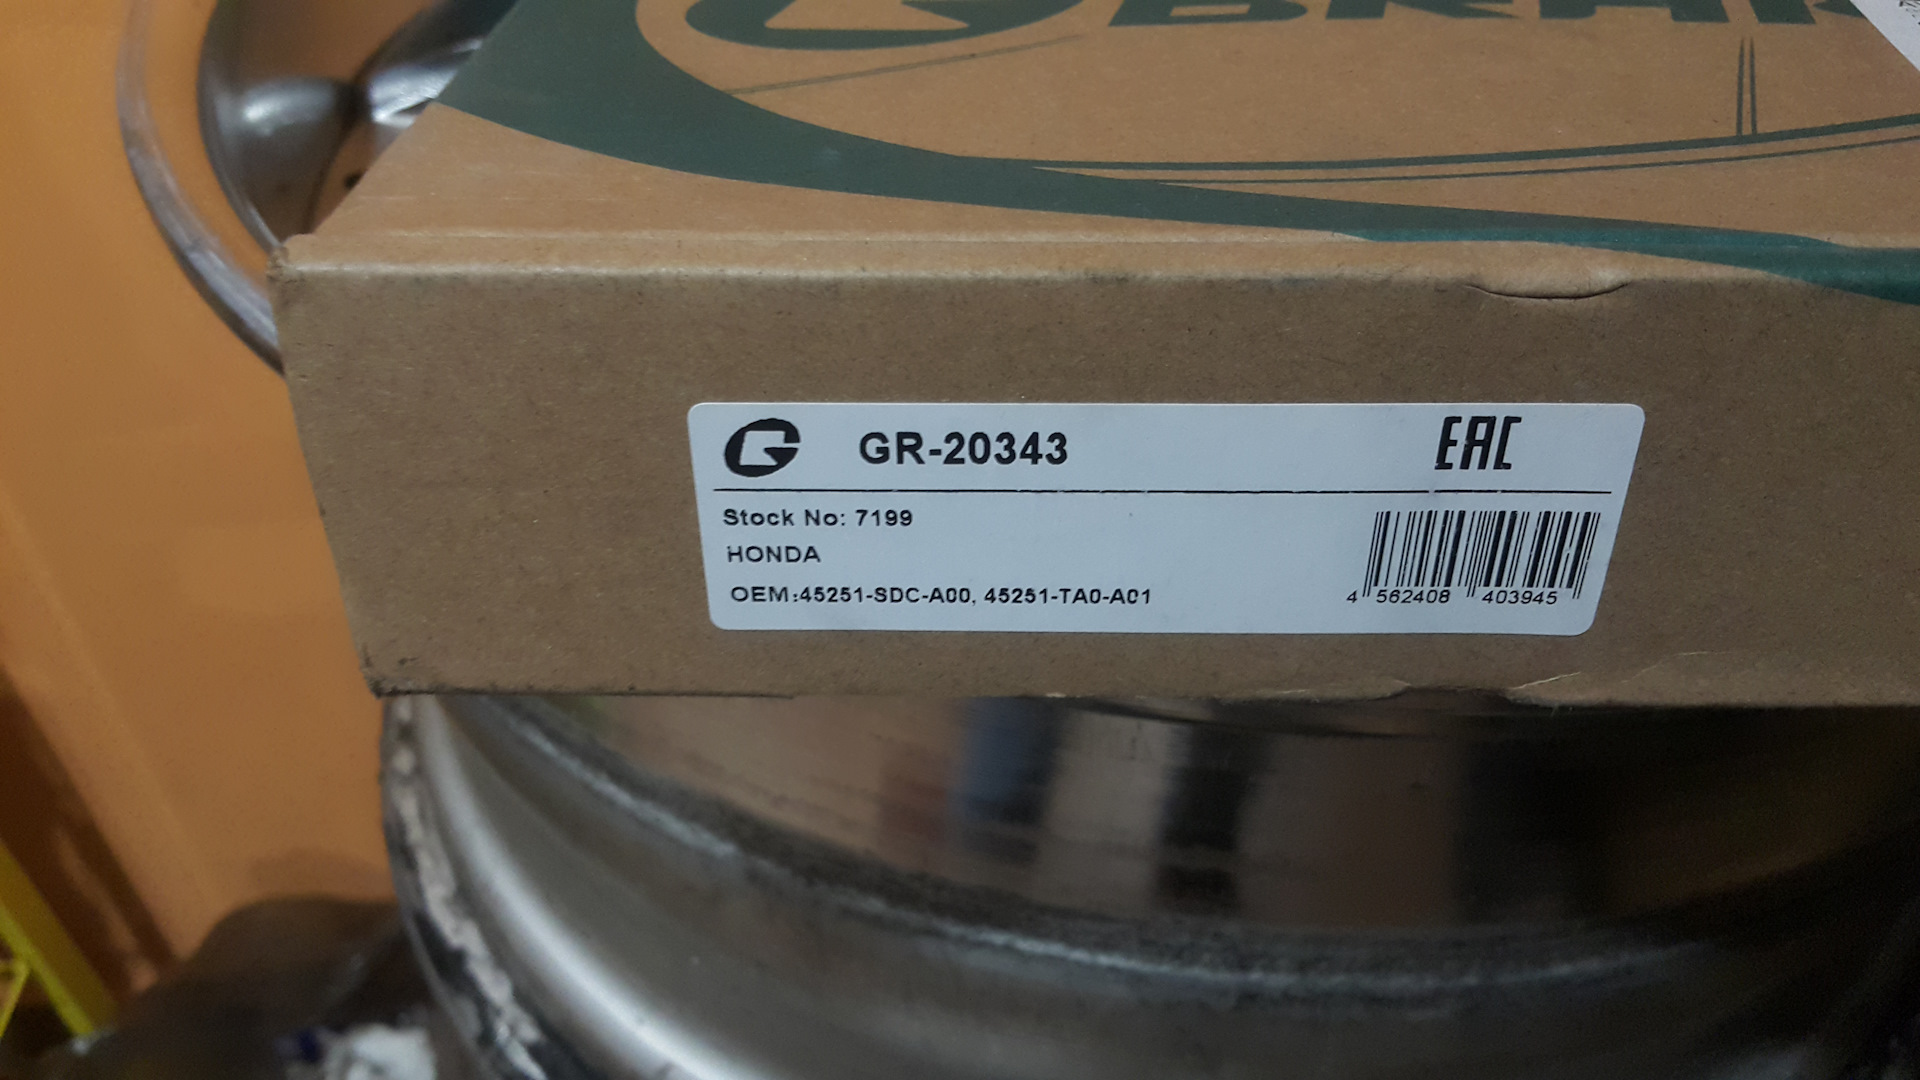 GR-20343 EAC
Stock No: 7199
HONDA
OEM:45251-SDC-A00, 45251-TA0-A01
4 562408 403945